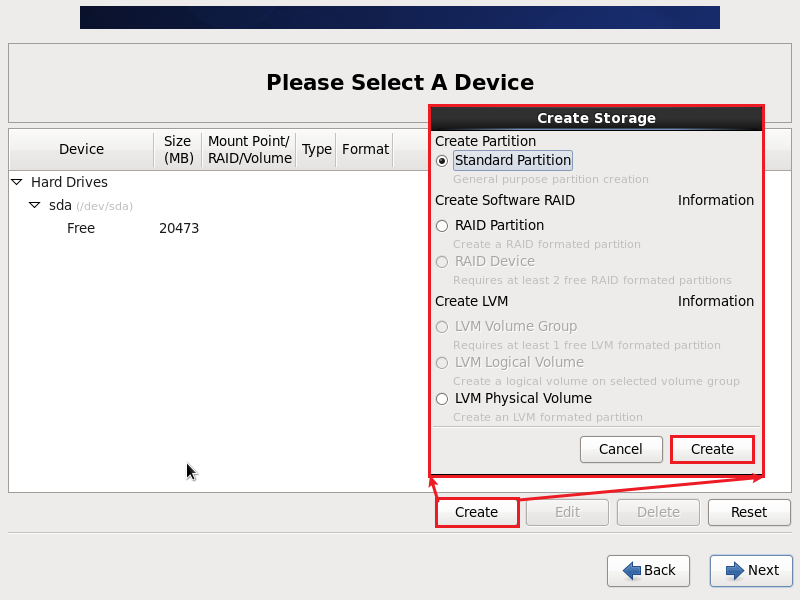 Please Select A Device
Device
Size (MB)
Mount Point/ RAID/Volume
Type
Format
Hard Drives
sda (/dev/sda)
Free 20473
Create Storage
Create Partition
Standard Partition
General purpose partition creation
Create Software RAID Information
RAID Partition
Create a RAID formated partition
RAID Device
Requires at least 2 free RAID formated partitions
Create LVM Information
LVM Volume Group
Requires at least 1 free LVM formated partition
LVM Logical Volume
Create a logical volume on selected volume group
LVM Physical Volume
Create an LVM formated partition
Cancel Create
Create Edit Delete Reset
Back Next